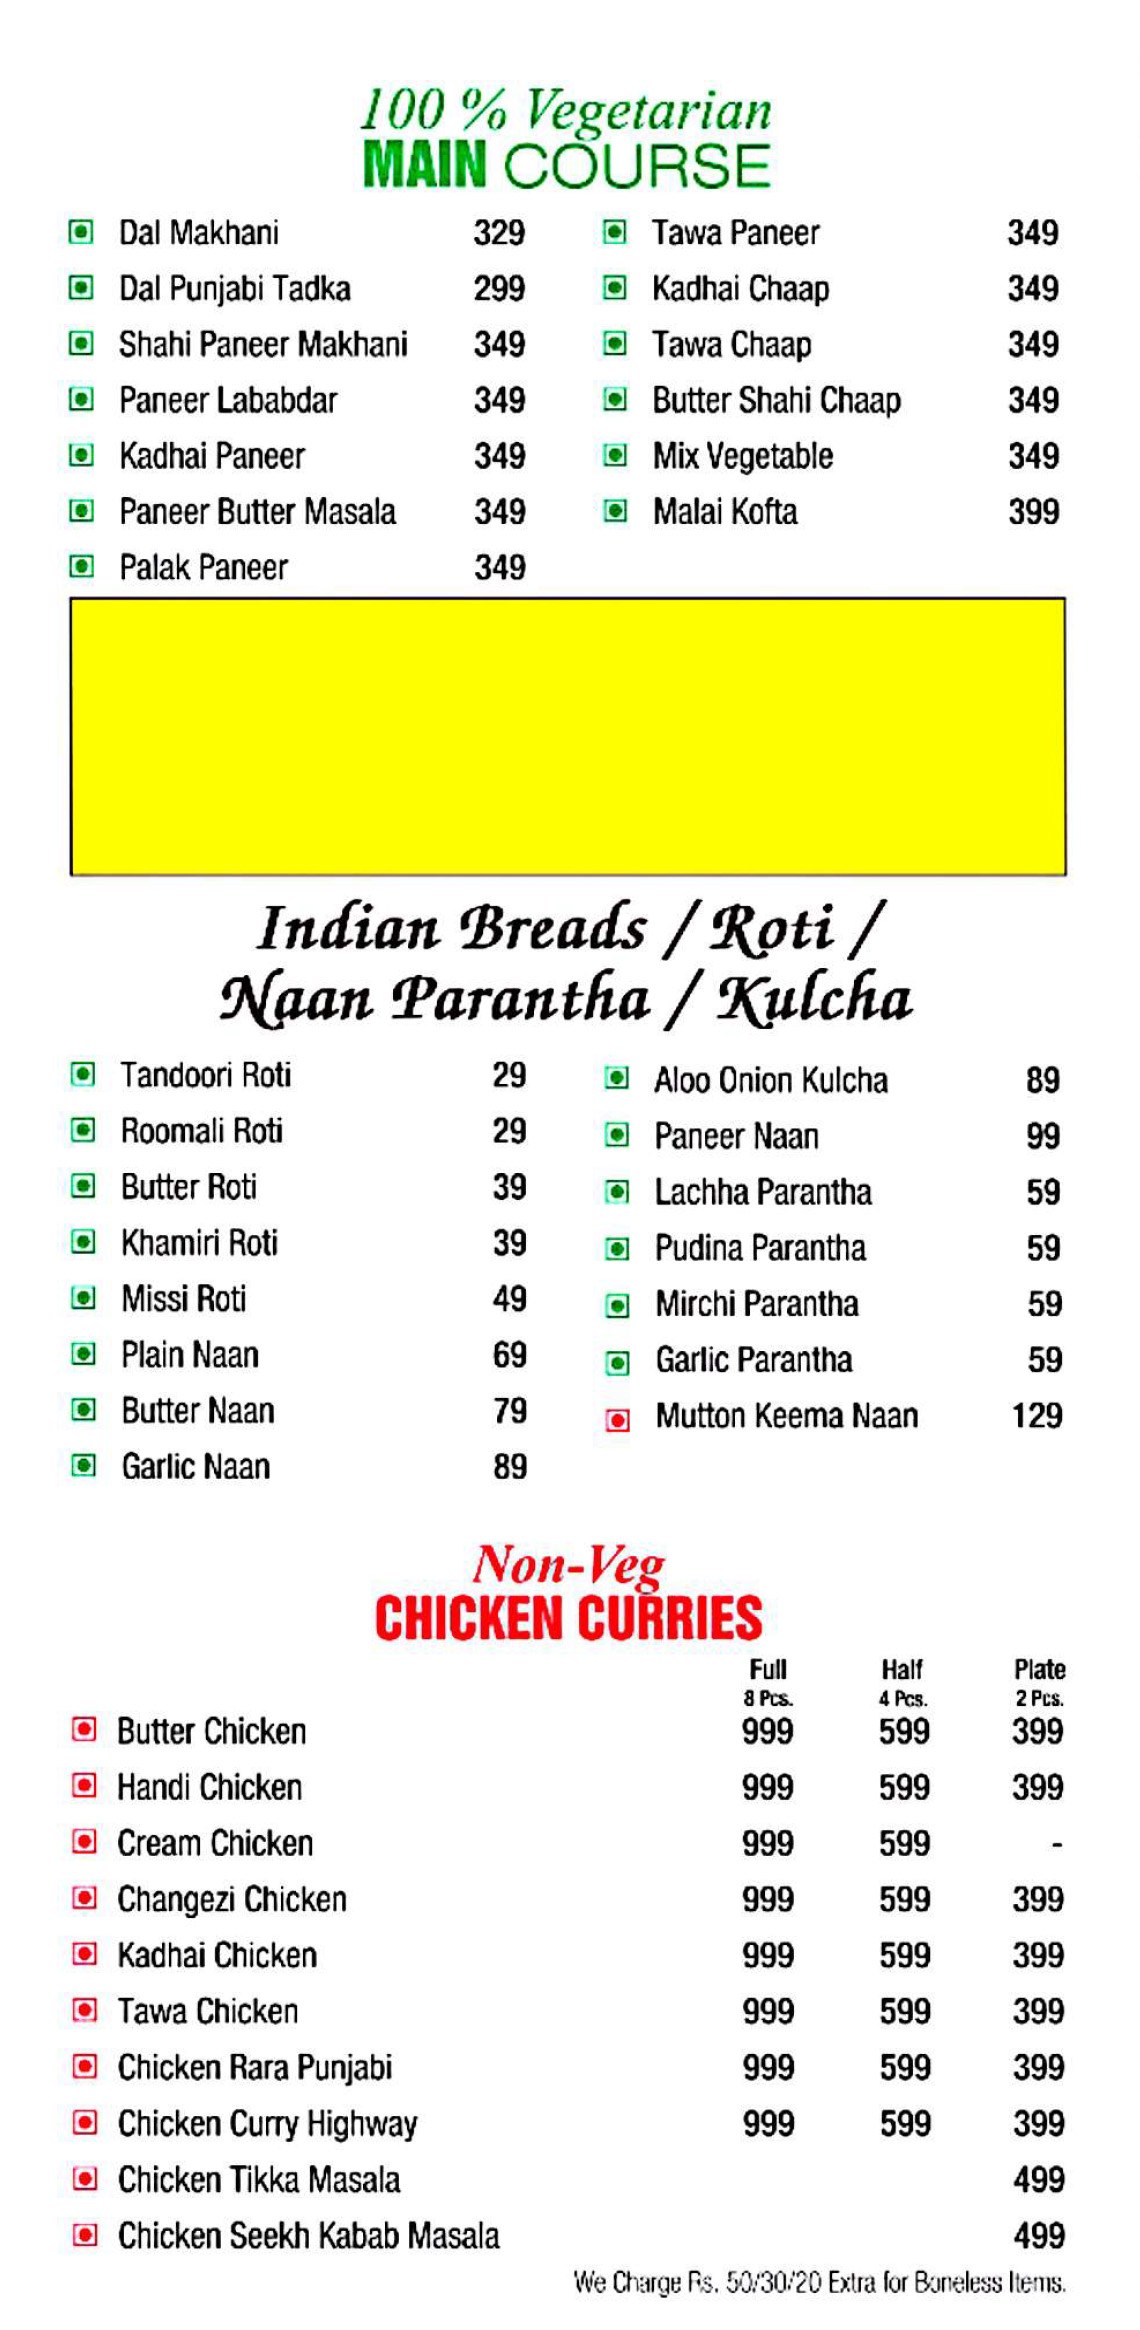 100 % Vegetarian
MAIN COURSE
Dal Makhani 329
Dal Punjabi Tadka 299
Shahi Paneer Makhani 349
Paneer Lababdar 349
Kadhai Paneer 349
Paneer Butter Masala 349
Palak Paneer 349
Tawa Paneer 349
Kadhai Chaap 349
Tawa Chaap 349
Butter Shahi Chaap 349
Mix Vegetable 349
Malai Kofta 399
Indian Breads / Roti /
Naan Parantha / Kulcha
Tandoori Roti 29
Roomali Roti 29
Butter Roti 39
Khamiri Roti 39
Missi Roti 49
Plain Naan 69
Butter Naan 79
Garlic Naan 89
Aloo Onion Kulcha 89
Paneer Naan 99
Lachha Parantha 59
Pudina Parantha 59
Mirchi Parantha 59
Garlic Parantha 59
Mutton Keema Naan 129
Non-Veg
CHICKEN CURRIES
Full Half Plate
8 Pcs. 4 Pcs. 2 Pcs.
Butter Chicken 999 599 399
Handi Chicken 999 599 399
Cream Chicken 999 599 -
Changezi Chicken 999 599 399
Kadhai Chicken 999 599 399
Tawa Chicken 999 599 399
Chicken Rara Punjabi 999 599 399
Chicken Curry Highway 999 599 399
Chicken Tikka Masala 499
Chicken Seekh Kabab Masala 499
We Charge Rs. 50/30/20 Extra for Boneless Items.